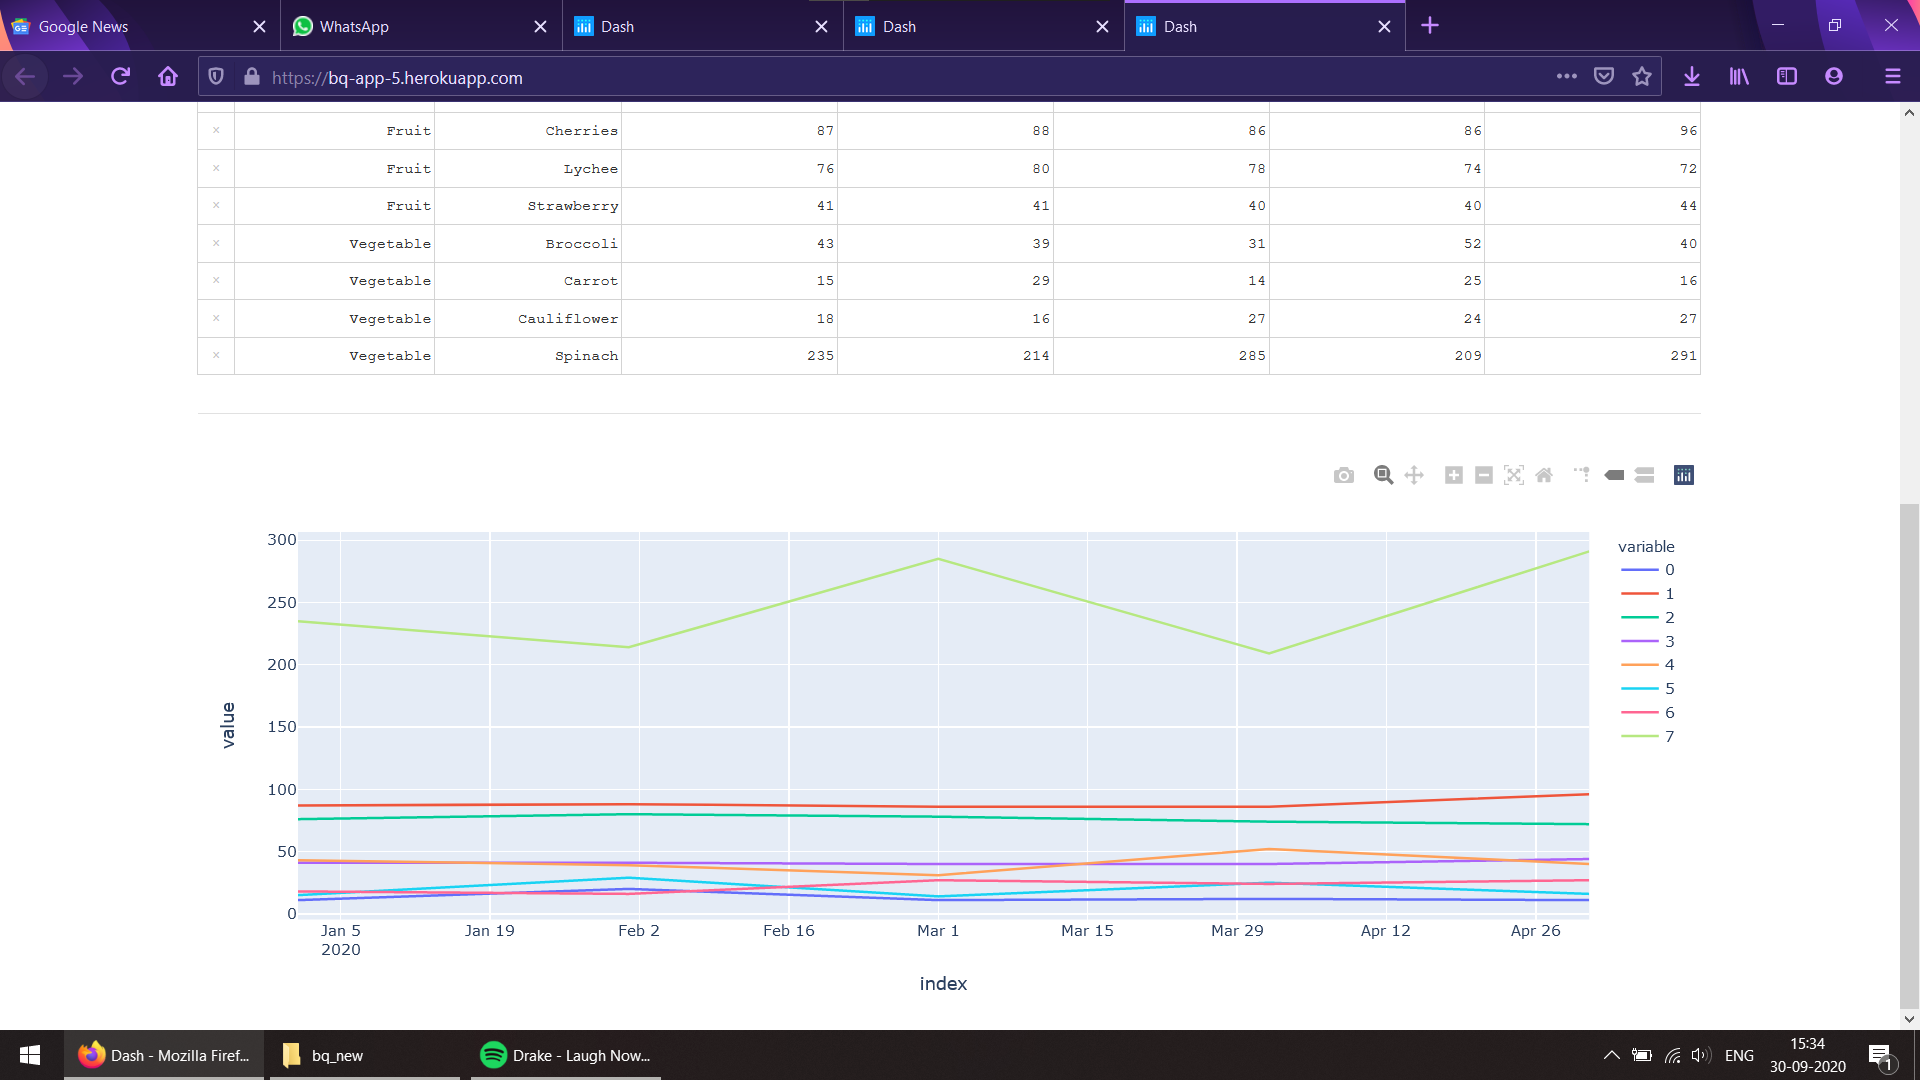 Google News
WhatsApp
Dash
Dash
Dash
https://bq-app-5.herokuapp.com
× Fruit Cherries 87 88 86 86 96
× Fruit Lychee 76 80 78 74 72
× Fruit Strawberry 41 41 40 40 44
× Vegetable Broccoli 43 39 31 52 40
× Vegetable Carrot 15 29 14 25 16
× Vegetable Cauliflower 18 16 27 24 27
× Vegetable Spinach 235 214 285 209 291
300
250
200
150
100
50
0
value
Jan 5 Jan 19 Feb 2 Feb 16 Mar 1 Mar 15 Mar 29 Apr 12 Apr 26
2020
index
variable
0
1
2
3
4
5
6
7
Dash - Mozilla Firef...
bq_new
Drake - Laugh Now...
ENG
15:34
30-09-2020
1